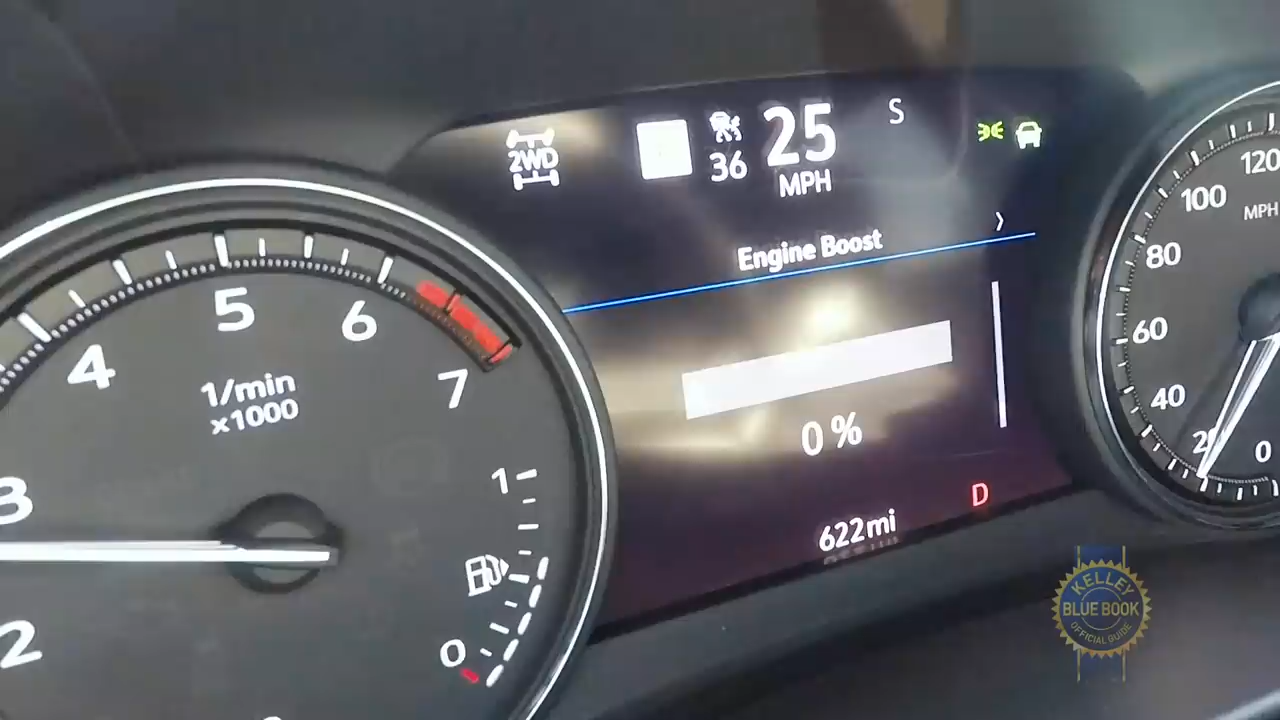 2WD
36
25
MPH
S
Engine Boost
0 %
622mi
D
2
3
4
5
6
7
1/min
x1000
1
0
0
20
40
60
80
100
120
MPH
KELLEY
BLUE BOOK
OFFICIAL GUIDE